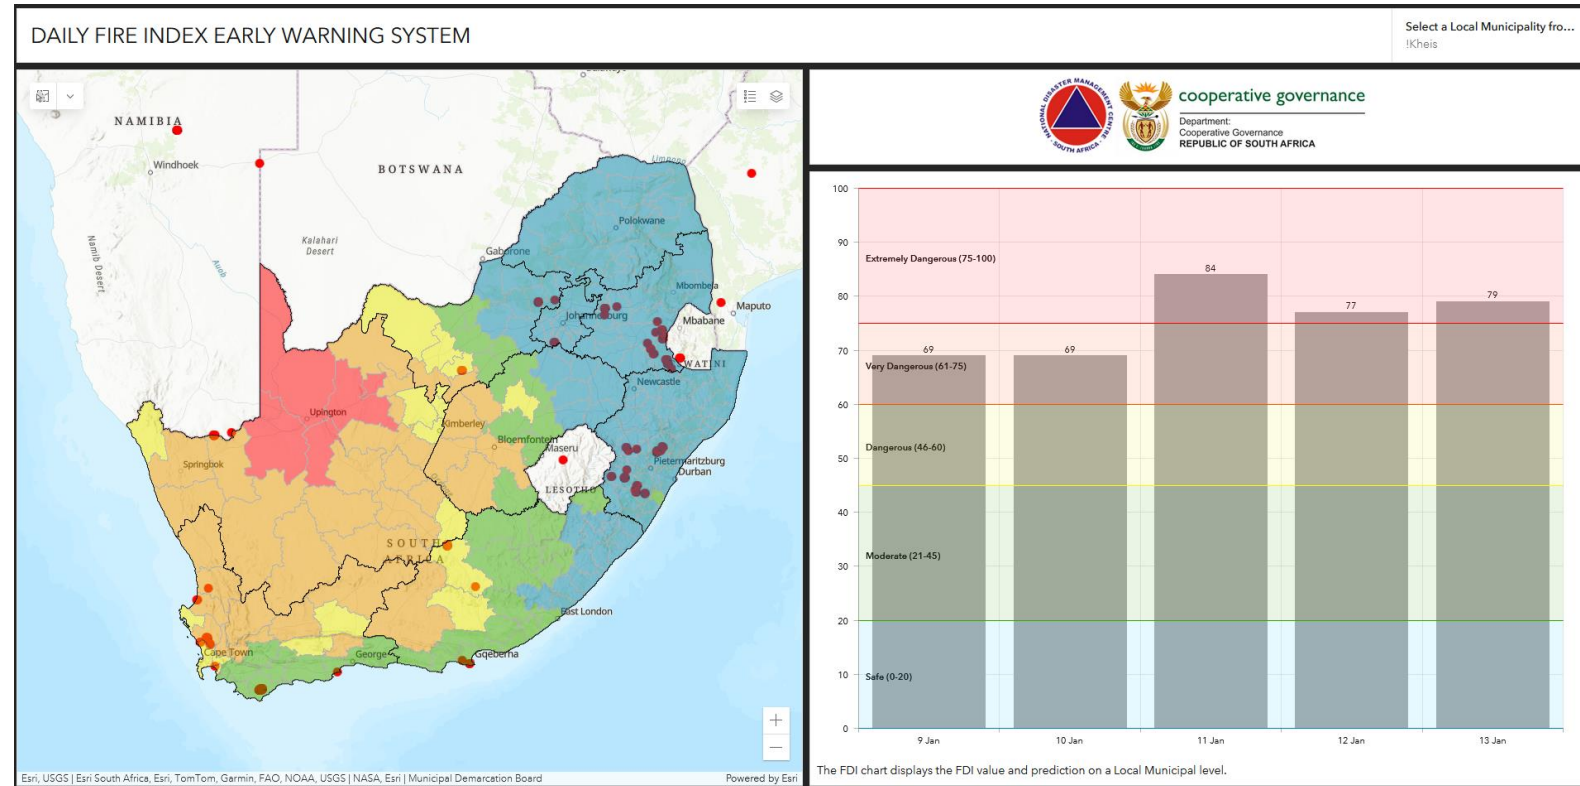 DAILY FIRE INDEX EARLY WARNING SYSTEM
Select a Local Municipality fro...
!Kheis
NAMIBIA
Windhoek
BOTSWANA
Limpopo
Namib Desert
Auob
Kalahari
Desert
Gaborone
Polokwane
Mbombela
Maputo
Johannesburg
Mbabane
WATINI
Newcastle
Upington
Kimberley
Bloemfontein
Maseru
Pietermaritzburg
Durban
LESOTHO
Springbok
SOUTH
AFRICA
East London
Cape Town
George
Gqeberha
Esri, USGS | Esri South Africa, Esri, TomTom, Garmin, FAO, NOAA, USGS | NASA, Esri | Municipal Demarcation Board
Powered by Esri
NATIONAL DISASTER MANAGEMENT CENTRE
SOUTH AFRICA
cooperative governance
Department:
Cooperative Governance
REPUBLIC OF SOUTH AFRICA
100
90
Extremely Dangerous (75-100)
84
80
77
79
70
69
69
Very Dangerous (61-75)
60
Dangerous (46-60)
50
40
Moderate (21-45)
30
20
10
Safe (0-20)
0
9 Jan
10 Jan
11 Jan
12 Jan
13 Jan
The FDI chart displays the FDI value and prediction on a Local Municipal level.